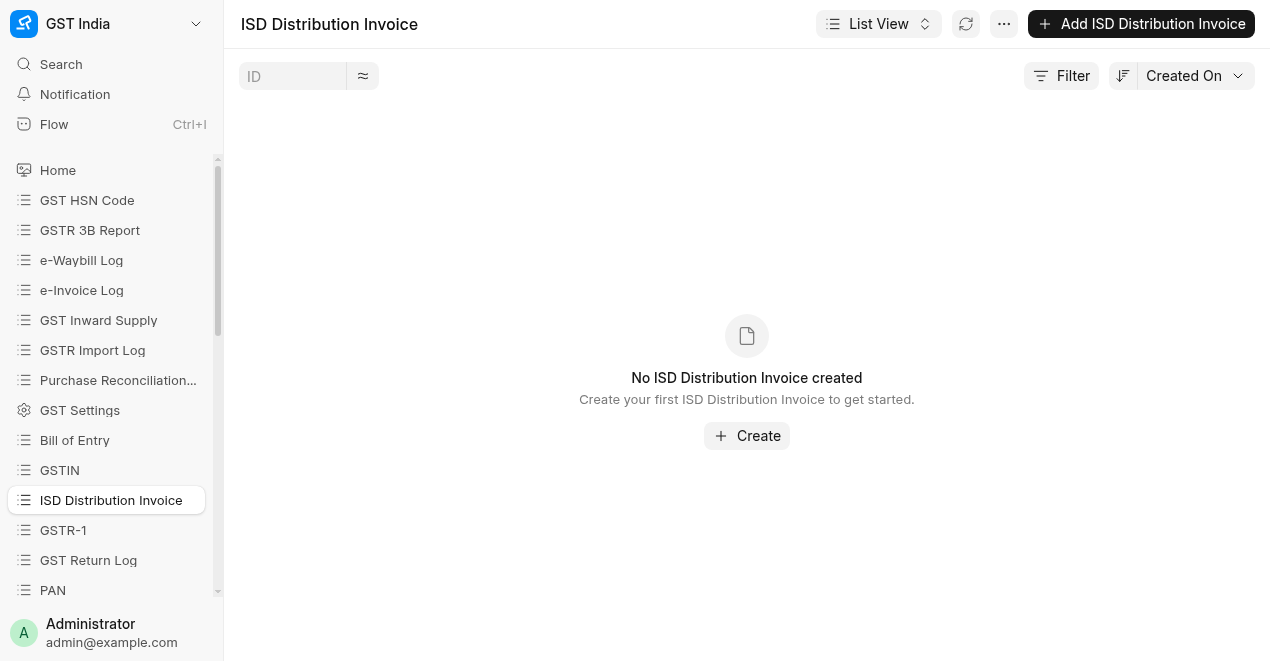 GST India
Search
Notification
Flow Ctrl+I
Home
GST HSN Code
GSTR 3B Report
e-Waybill Log
e-Invoice Log
GST Inward Supply
GSTR Import Log
Purchase Reconciliation...
GST Settings
Bill of Entry
GSTIN
ISD Distribution Invoice
GSTR-1
GST Return Log
PAN
A Administrator
admin@example.com
ISD Distribution Invoice
List View
Add ISD Distribution Invoice
ID ≈
Filter
Created On
No ISD Distribution Invoice created
Create your first ISD Distribution Invoice to get started.
Create